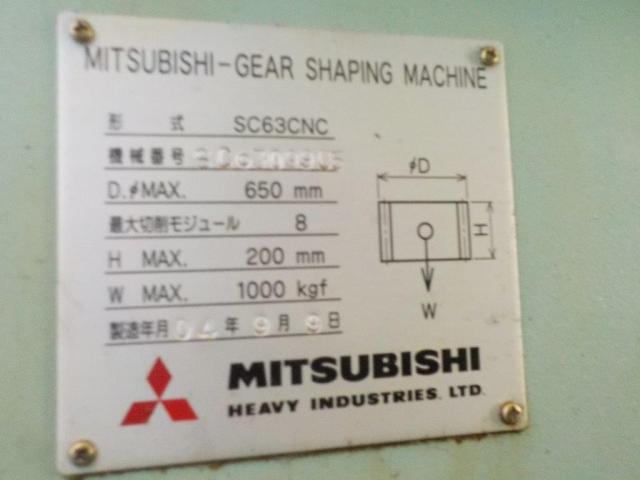 MITSUBISHI-GEAR SHAPING MACHINE
形 式 SC63CNC
機械番号
D.φMAX. 650 mm
最大切削モジュール 8
H MAX. 200 mm
W MAX. 1000 kgf
製造年月 年 9月 9日
φD
H
W
MITSUBISHI
HEAVY INDUSTRIES. LTD.